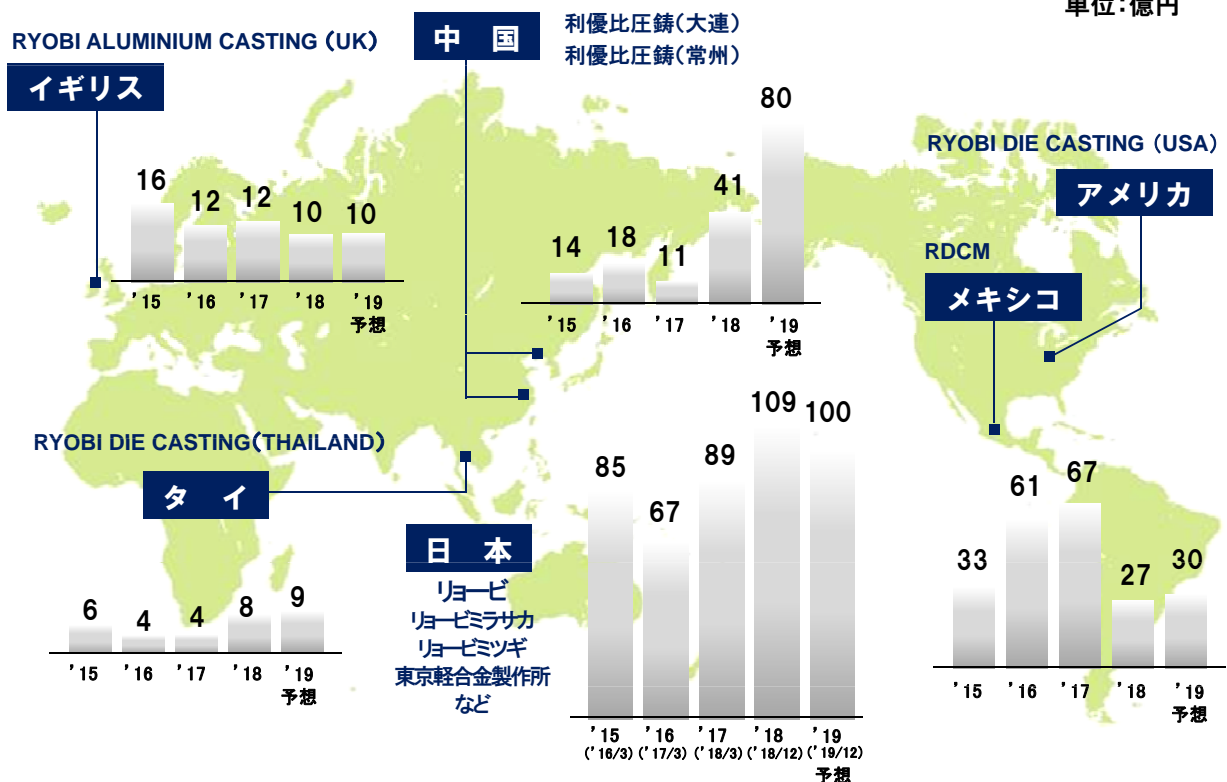 単位:億円
RYOBI ALUMINIUM CASTING (UK)
イギリス
16
12
12
10
10
'15
'16
'17
'18
'19
予想
中 国
利優比圧鋳(大連)
利優比圧鋳(常州)
14
18
11
41
80
'15
'16
'17
'18
'19
予想
RYOBI DIE CASTING (USA)
アメリカ
RDCM
メキシコ
33
61
67
27
30
'15
'16
'17
'18
'19
予想
RYOBI DIE CASTING(THAILAND)
タ イ
6
4
4
8
9
'15
'16
'17
'18
'19
予想
日 本
リョービ
リョービミラサカ
リョービミツギ
東京軽合金製作所
など
85
67
89
109
100
'15
'16
'17
'18
'19
('16/3)
('17/3)
('18/3)
('18/12)
('19/12)
予想